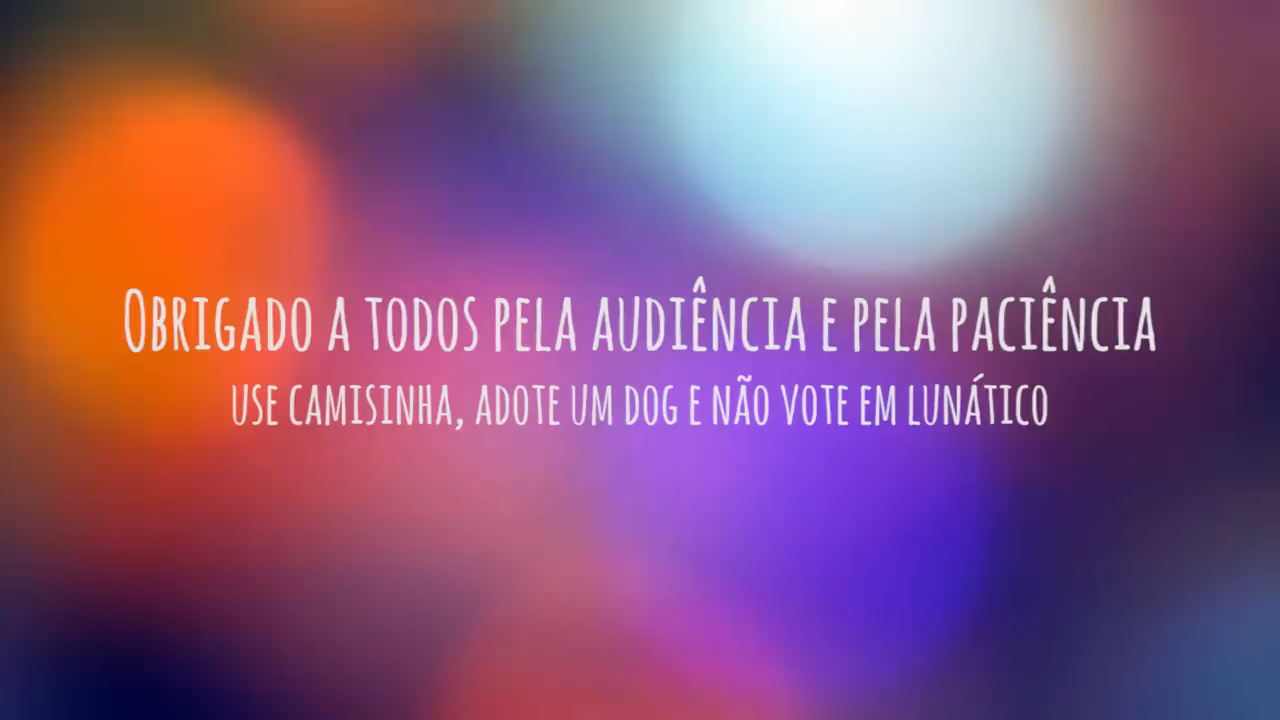 Obrigado a todos pela audiência e pela paciência
use camisinha, adote um dog e não vote em lunático